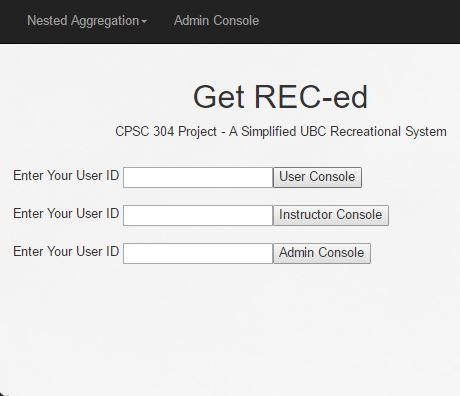 Nested Aggregation Admin Console
Get REC-ed
CPSC 304 Project - A Simplified UBC Recreational System
Enter Your User ID User Console
Enter Your User ID Instructor Console
Enter Your User ID Admin Console